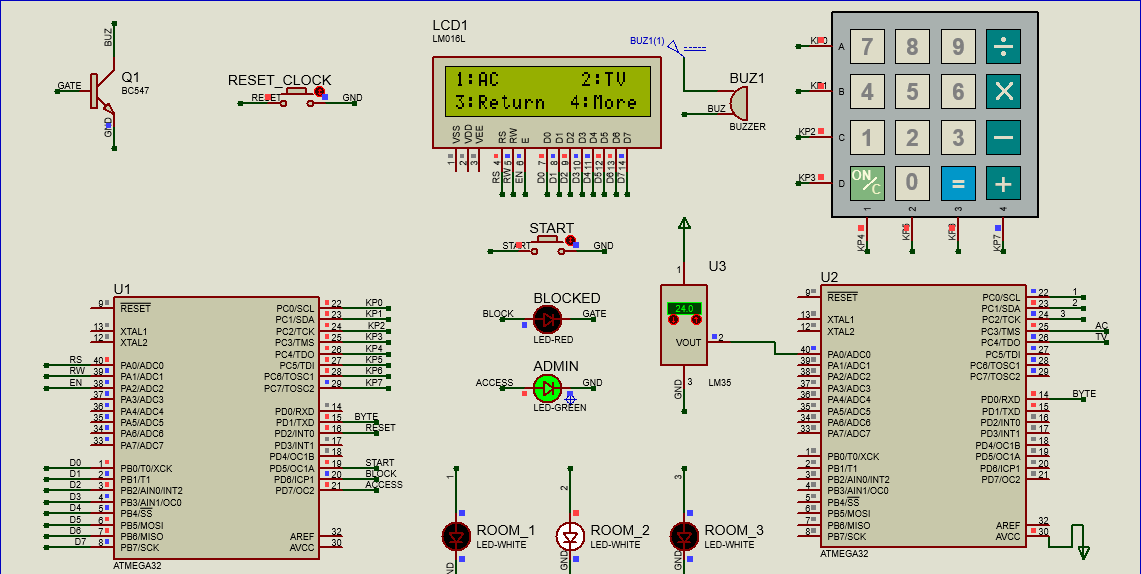 BUZ
GATE
Q1
BC547
GND
RESET_CLOCK
RESET
GND
LCD1
LM016L
1:AC 2:TV
3:Return 4:More
VSS VDD VEE RS RW E D0 D1 D2 D3 D4 D5 D6 D7
1 2 3 4 5 6 7 8 9 10 11 12 13 14
RS RW EN D0 D1 D2 D3 D4 D5 D6 D7
BUZ1(1)
BUZ1
BUZ
BUZZER
A 7 8 9 ÷
B 4 5 6 ×
C 1 2 3 −
D ON/C 0 = +
1 2 3 4
KP0
KP1
KP2
KP3
KP4
KP7
START
START
GND
BLOCKED
BLOCK
GATE
LED-RED
ADMIN
ACCESS
GND
LED-GREEN
U3
1
24.0
VOUT
2
3
GND
LM35
U1
9 RESET
13 XTAL1
12 XTAL2
RS 40 PA0/ADC0
RW 39 PA1/ADC1
EN 38 PA2/ADC2
37 PA3/ADC3
36 PA4/ADC4
35 PA5/ADC5
34 PA6/ADC6
33 PA7/ADC7
D0 1 PB0/T0/XCK
D1 2 PB1/T1
D2 3 PB2/AIN0/INT2
D3 4 PB3/AIN1/OC0
D4 5 PB4/SS
D5 6 PB5/MOSI
D6 7 PB6/MISO
D7 8 PB7/SCK
PC0/SCL 22 KP0
PC1/SDA 23 KP1
PC2/TCK 24 KP2
PC3/TMS 25 KP3
PC4/TDO 26 KP4
PC5/TDI 27 KP5
PC6/TOSC1 28 KP6
PC7/TOSC2 29 KP7
PD0/RXD 14
PD1/TXD 15 BYTE
PD2/INT0 16 RESET
PD3/INT1 17
PD4/OC1B 18
PD5/OC1A 19 START
PD6/ICP1 20 BLOCK
PD7/OC2 21 ACCESS
AREF 32
AVCC 30
ATMEGA32
1
ROOM_1
LED-WHITE
2
ROOM_2
LED-WHITE
GND
3
ROOM_3
LED-WHITE
GND
U2
9 RESET
13 XTAL1
12 XTAL2
40 PA0/ADC0
39 PA1/ADC1
38 PA2/ADC2
37 PA3/ADC3
36 PA4/ADC4
35 PA5/ADC5
34 PA6/ADC6
33 PA7/ADC7
1 PB0/T0/XCK
2 PB1/T1
3 PB2/AIN0/INT2
4 PB3/AIN1/OC0
5 PB4/SS
6 PB5/MOSI
7 PB6/MISO
8 PB7/SCK
PC0/SCL 22 1
PC1/SDA 23 2
PC2/TCK 24 3
PC3/TMS 25 AC
PC4/TDO 26 TV
PC5/TDI 27
PC6/TOSC1 28
PC7/TOSC2 29
PD0/RXD 14 BYTE
PD1/TXD 15
PD2/INT0 16
PD3/INT1 17
PD4/OC1B 18
PD5/OC1A 19
PD6/ICP1 20
PD7/OC2 21
AREF 32
AVCC 30
ATMEGA32